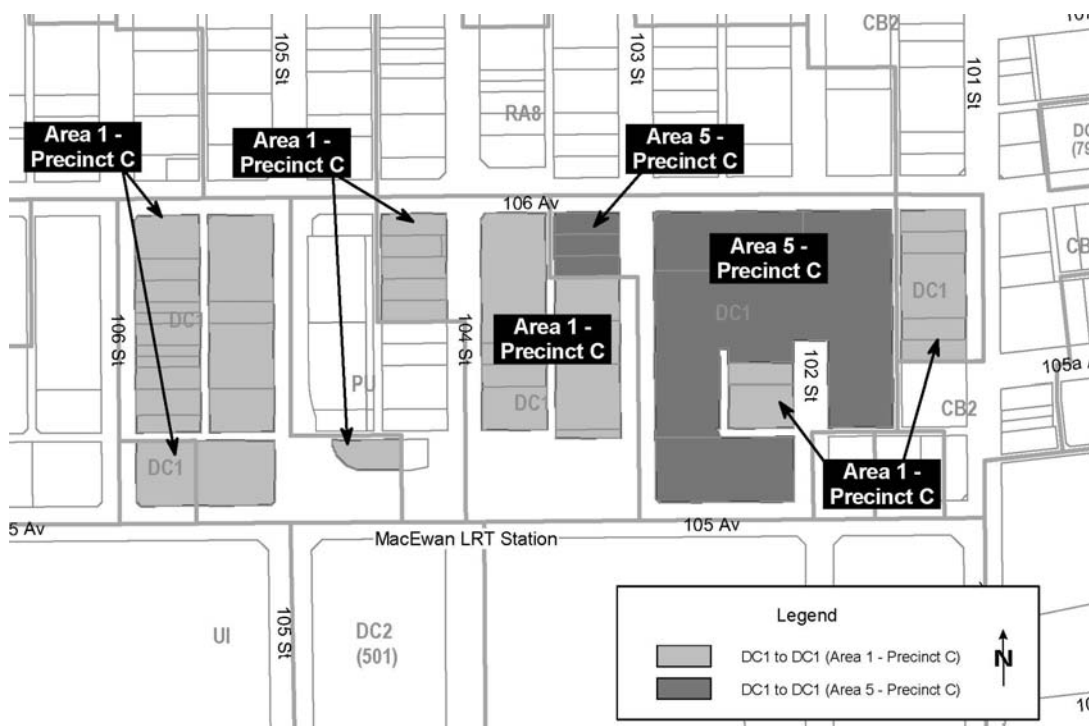 CB2
105 St
103 St
101 St
RA8
Area 1 -
Precinct C
Area 1 -
Precinct C
Area 5 -
Precinct C
106 Av
Area 5 -
Precinct C
DC1
DC1
DC1
Area 1 -
Precinct C
106 St
104 St
102 St
105a
PU
DC1
CB2
DC1
Area 1 -
Precinct C
5 Av
105 Av
MacEwan LRT Station
UI
105 St
DC2
(501)
Legend
DC1 to DC1 (Area 1 - Precinct C)
DC1 to DC1 (Area 5 - Precinct C)
N